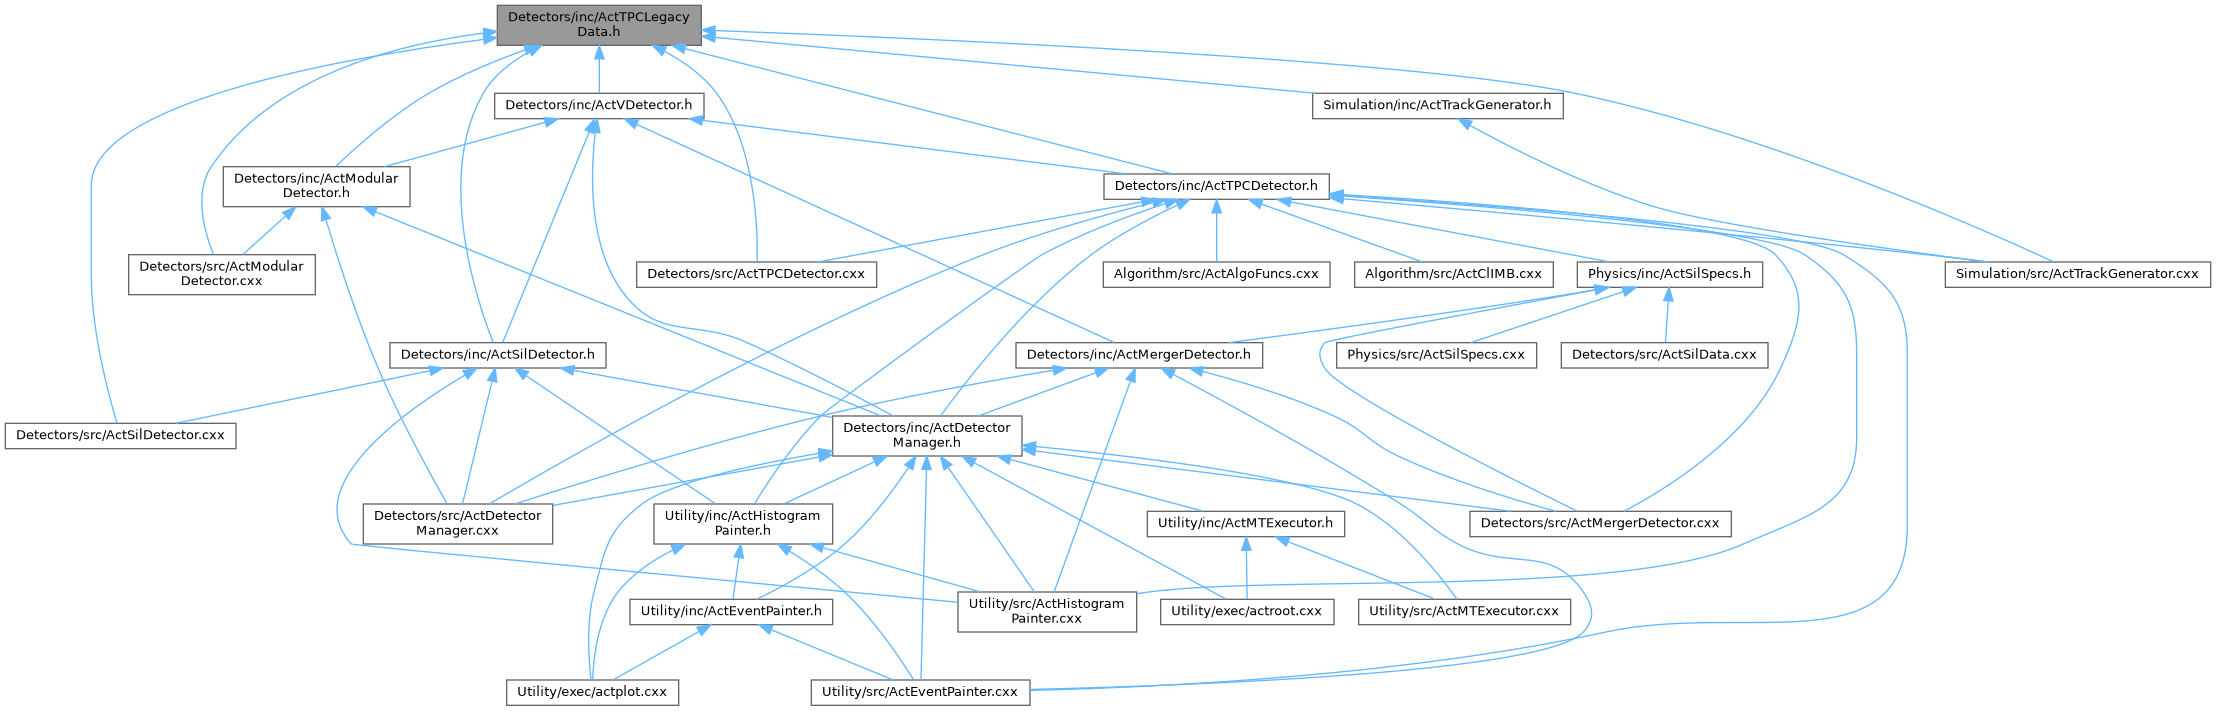 Detectors/inc/ActTPCLegacy
Data.h
Detectors/inc/ActVDetector.h
Simulation/inc/ActTrackGenerator.h
Detectors/inc/ActModular
Detector.h
Detectors/inc/ActTPCDetector.h
Detectors/src/ActModular
Detector.cxx
Detectors/src/ActTPCDetector.cxx
Algorithm/src/ActAlgoFuncs.cxx
Algorithm/src/ActClIMB.cxx
Physics/inc/ActSilSpecs.h
Simulation/src/ActTrackGenerator.cxx
Detectors/inc/ActSilDetector.h
Detectors/inc/ActMergerDetector.h
Physics/src/ActSilSpecs.cxx
Detectors/src/ActSilData.cxx
Detectors/src/ActSilDetector.cxx
Detectors/inc/ActDetector
Manager.h
Detectors/src/ActDetector
Manager.cxx
Utility/inc/ActHistogram
Painter.h
Utility/inc/ActMTExecutor.h
Detectors/src/ActMergerDetector.cxx
Utility/inc/ActEventPainter.h
Utility/src/ActHistogram
Painter.cxx
Utility/exec/actroot.cxx
Utility/src/ActMTExecutor.cxx
Utility/exec/actplot.cxx
Utility/src/ActEventPainter.cxx